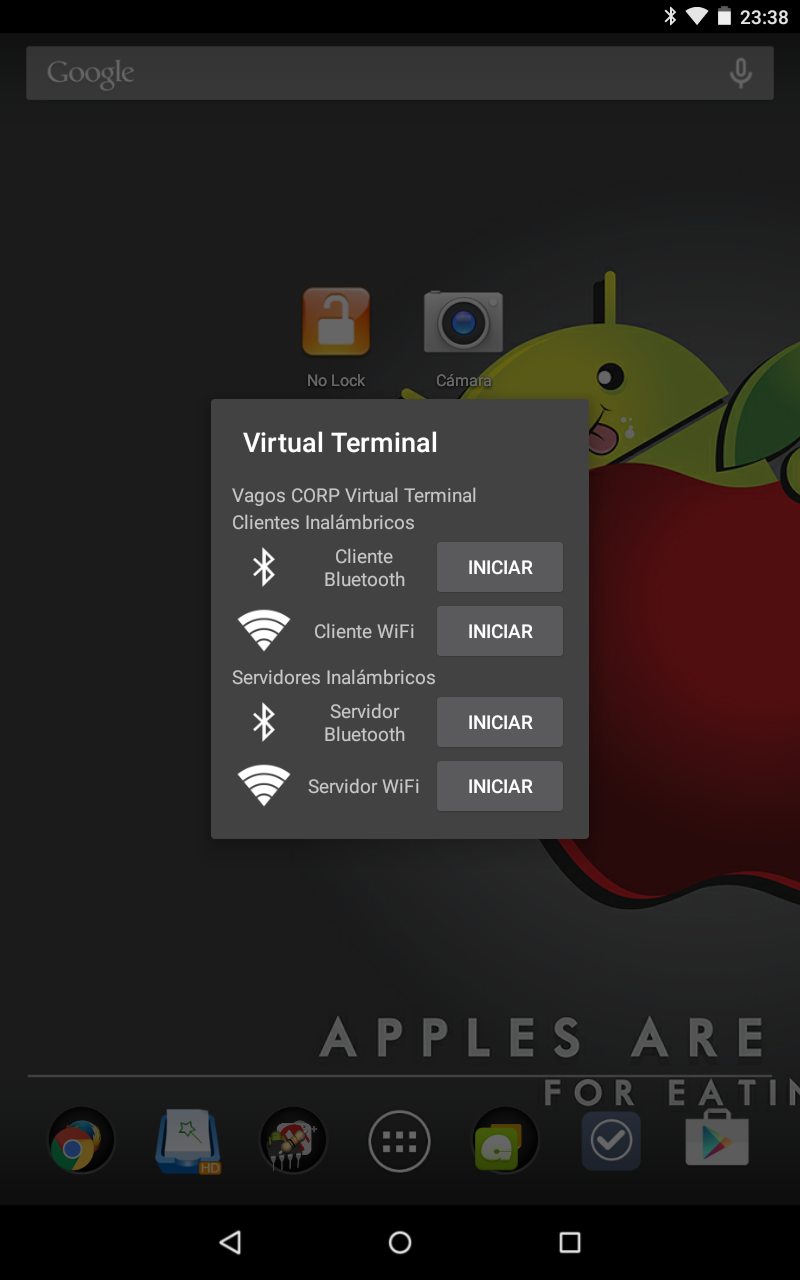 23:38
Google
No Lock
Cámara
Virtual Terminal
Vagos CORP Virtual Terminal
Clientes Inalámbricos
Cliente
Bluetooth
INICIAR
Cliente WiFi
INICIAR
Servidores Inalámbricos
Servidor
Bluetooth
INICIAR
Servidor WiFi
INICIAR
APPLES ARE
FOR EATIN
HD